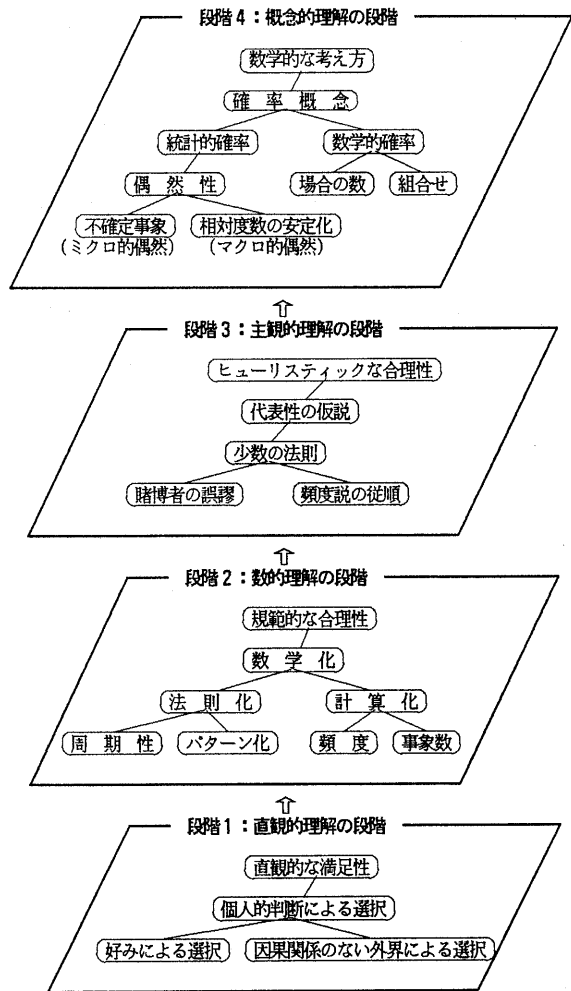 段階4:概念的理解の段階
数学的な考え方
確率概念
統計的確率 数学的確率
偶然性 場合の数 組合せ
不確定事象 相対度数の安定化
(ミクロ的偶然) (マクロ的偶然)
⇧
段階3:主観的理解の段階
ヒューリスティックな合理性
代表性の仮説
少数の法則
賭博者の誤謬 頻度説の従順
⇧
段階2:数的理解の段階
規範的な合理性
数学化
法則化 計算化
周期性 パターン化 頻度 事象数
⇧
段階1:直観的理解の段階
直観的な満足性
個人的判断による選択
好みによる選択 因果関係のない外界による選択